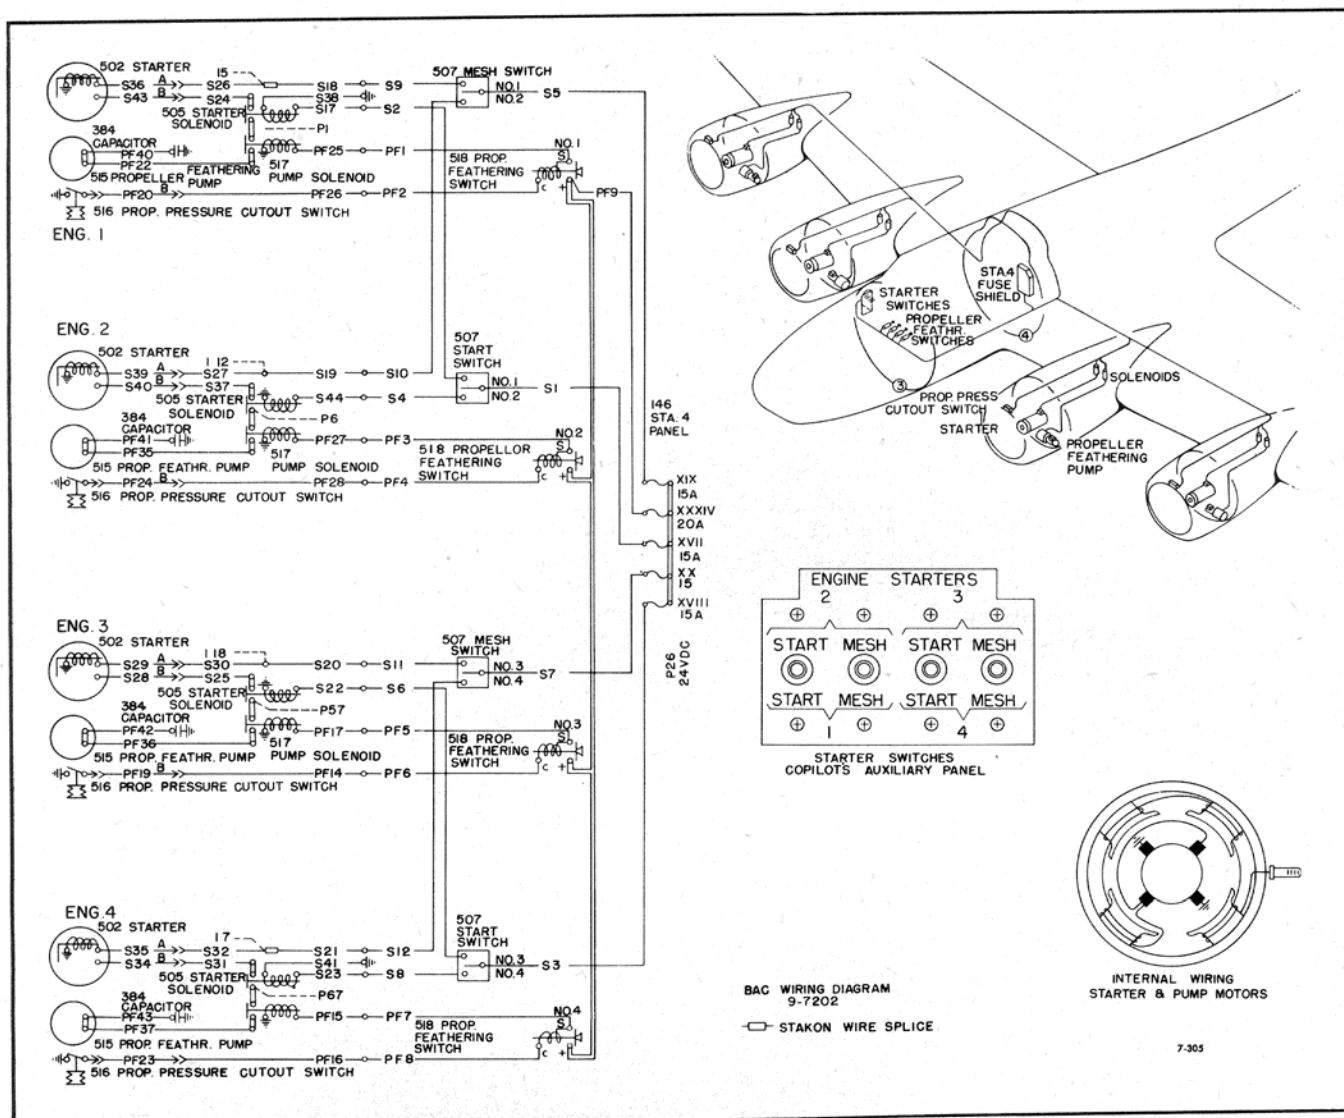 502 STARTER
S36 A S26
15
S18 S9
S43 B S24
S38
S17 S2
505 STARTER
SOLENOID
P1
384
CAPACITOR
PF40
PF22
FEATHERING
PUMP
515 PROPELLER
517
PUMP SOLENOID
PF25 PF1
PF20 B PF26 PF2
516 PROP. PRESSURE CUTOUT SWITCH
ENG. 1
507 MESH SWITCH
NO.1
NO.2
S5
NO.1
S
518 PROP.
FEATHERING
SWITCH
C +
PF9
ENG. 2
502 STARTER
S39 A S27
112
S19 S10
S40 B S37
S44 S4
505 STARTER
SOLENOID
P6
384
CAPACITOR
PF41
PF35
517
PUMP SOLENOID
PF27 PF3
515 PROP. FEATHR. PUMP
PF24 B PF28 PF4
516 PROP. PRESSURE CUTOUT SWITCH
507
START
SWITCH
NO.1
NO.2
S1
NO.2
S
518 PROPELLOR
FEATHERING
SWITCH
C +
146
STA. 4
PANEL
XIX
15A
XXXIV
20A
XVII
15A
XX
15
XVIII
15A
P26
24VDC
ENG. 3
502 STARTER
S29 A S30
118
S20 S11
S28 B S25
S22 S6
505 STARTER
SOLENOID
P57
384
CAPACITOR
PF42
PF36
517
PUMP SOLENOID
PF17 PF5
515 PROP. FEATHR. PUMP
PF19 B PF14 PF6
516 PROP. PRESSURE CUTOUT SWITCH
507 MESH
SWITCH
NO.3
NO.4
S7
NO.3
S
518 PROP.
FEATHERING
SWITCH
C +
ENG.4
502 STARTER
S35 A S32
17
S21 S12
S34 B S31
S41
S23 S8
505 STARTER
SOLENOID
P67
384
CAPACITOR
PF43
PF37
517
PUMP SOLENOID
PF15 PF7
515 PROP. FEATHR. PUMP
PF23 PF16 PF8
516 PROP. PRESSURE CUTOUT SWITCH
507
START
SWITCH
NO.3
NO.4
S3
NO.4
S
518 PROP.
FEATHERING
SWITCH
C +
STA.4
FUSE
SHIELD
STARTER
SWITCHES
PROPELLER
FEATHR.
SWITCHES
4
3
SOLENOIDS
PROP. PRESS
CUTOUT SWITCH
STARTER
PROPELLER
FEATHERING
PUMP
ENGINE STARTERS
2 3
START MESH START MESH
START MESH START MESH
1 4
STARTER SWITCHES
COPILOTS AUXILIARY PANEL
INTERNAL WIRING
STARTER & PUMP MOTORS
BAC WIRING DIAGRAM
9-7202
STAKON WIRE SPLICE
7-305